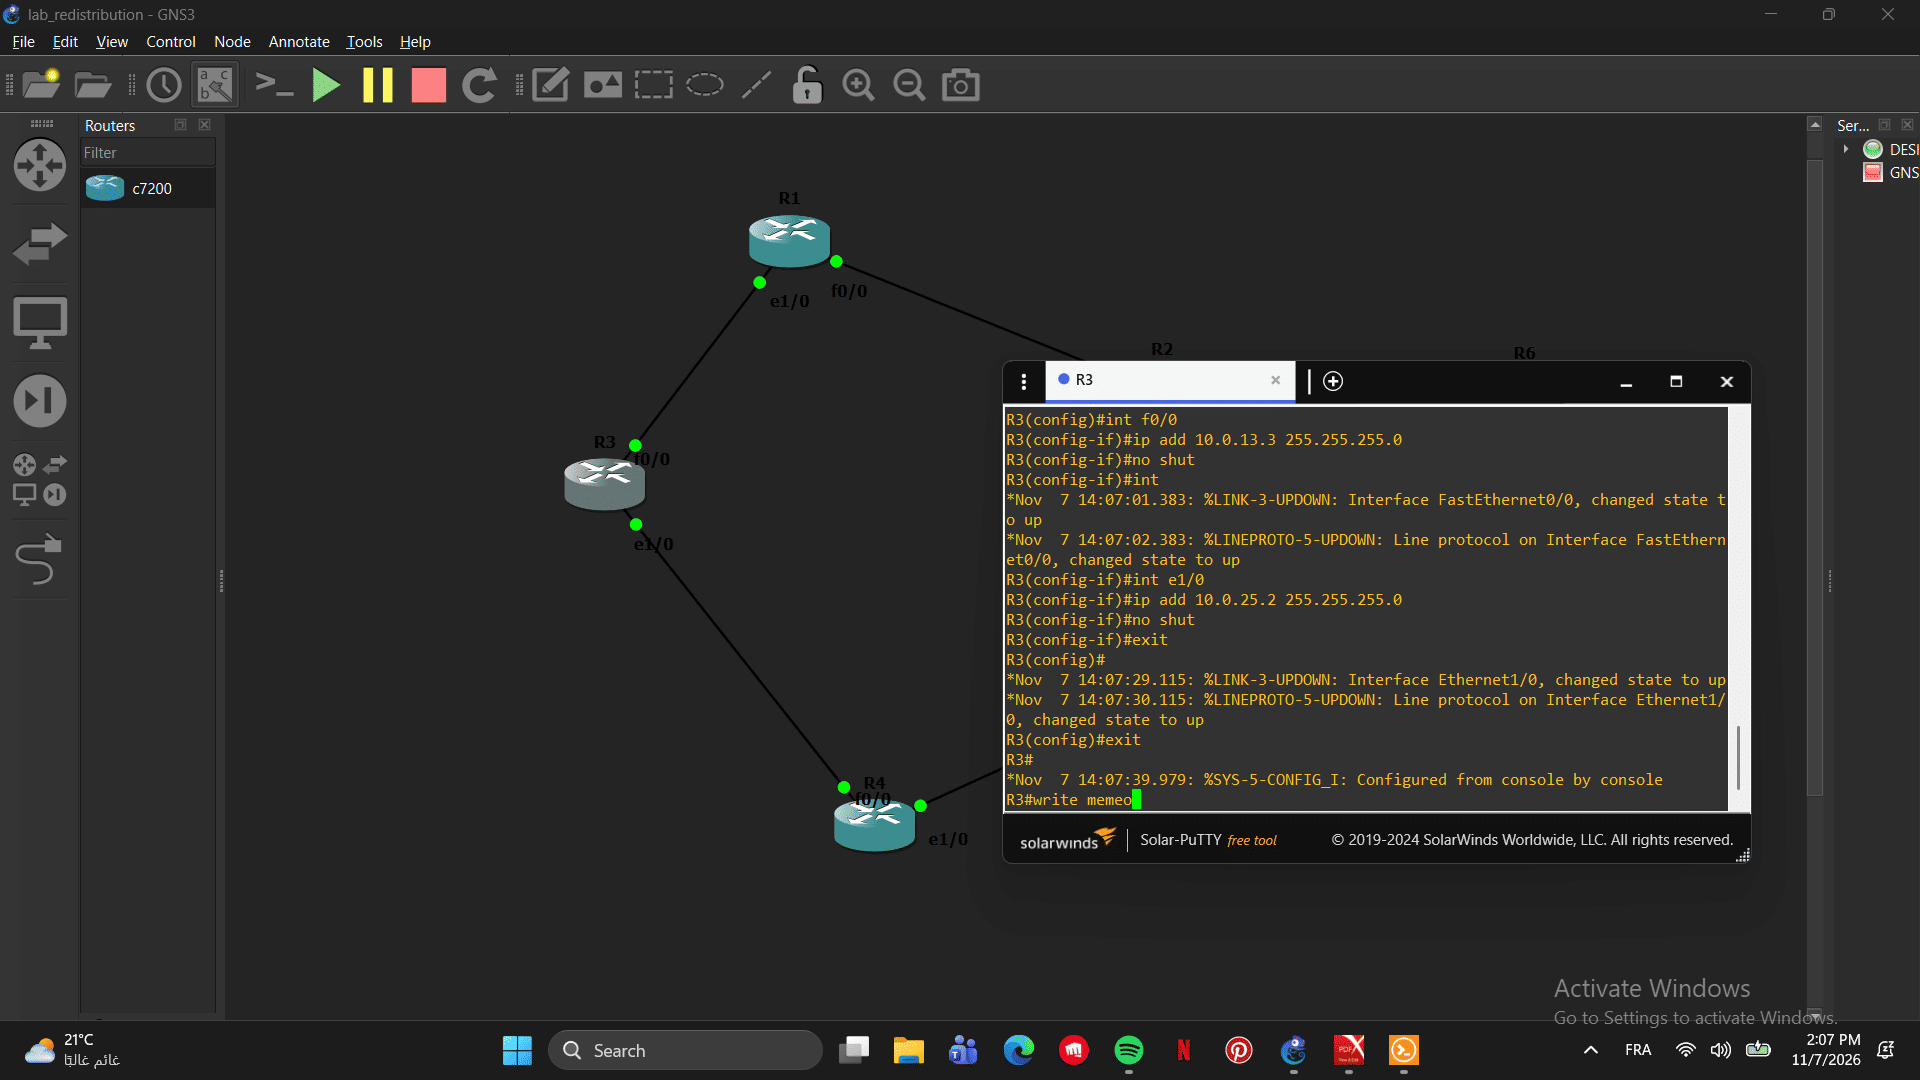 lab_redistribution - GNS3
File Edit View Control Node Annotate Tools Help
Routers
Filter
c7200
R1
e1/0
f0/0
R2
R6
R3
f0/0
e1/0
R4
f0/0
e1/0
Ser...
DESH
GNS
R3
R3(config)#int f0/0
R3(config-if)#ip add 10.0.13.3 255.255.255.0
R3(config-if)#no shut
R3(config-if)#int
*Nov  7 14:07:01.383: %LINK-3-UPDOWN: Interface FastEthernet0/0, changed state t
o up
*Nov  7 14:07:02.383: %LINEPROTO-5-UPDOWN: Line protocol on Interface FastEthern
et0/0, changed state to up
R3(config-if)#int e1/0
R3(config-if)#ip add 10.0.25.2 255.255.255.0
R3(config-if)#no shut
R3(config-if)#exit
R3(config)#
*Nov  7 14:07:29.115: %LINK-3-UPDOWN: Interface Ethernet1/0, changed state to up
*Nov  7 14:07:30.115: %LINEPROTO-5-UPDOWN: Line protocol on Interface Ethernet1/
0, changed state to up
R3(config)#exit
R3#
*Nov  7 14:07:39.979: %SYS-5-CONFIG_I: Configured from console by console
R3#write memeo
solarwinds Solar-PuTTY free tool © 2019-2024 SolarWinds Worldwide, LLC. All rights reserved.
Activate Windows
Go to Settings to activate Windows.
21°C
غائم غالبًا
Search
FRA
2:07 PM
11/7/2026